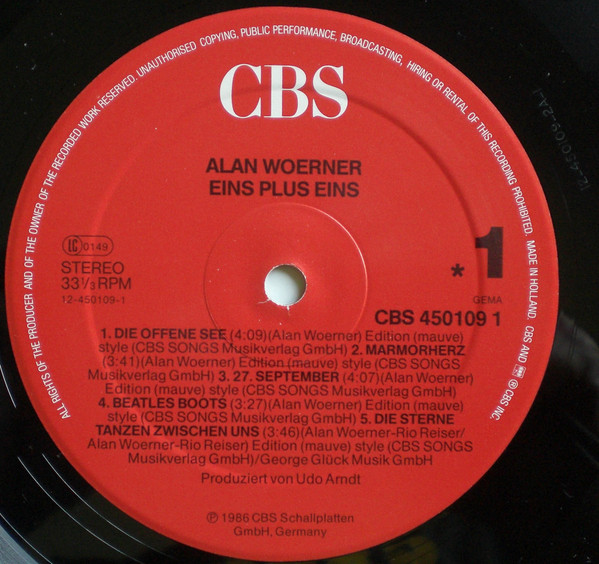 ALL RIGHTS OF THE PRODUCER AND OF THE OWNER OF THE RECORDED WORK RESERVED. UNAUTHORISED COPYING, PUBLIC PERFORMANCE, BROADCASTING, HIRING OR RENTAL OF THIS RECORDING PROHIBITED. MADE IN HOLLAND. CBS AND ℗ CBS INC.
CBS
ALAN WOERNER
EINS PLUS EINS
LC 0149
STEREO
33 1/3 RPM
12-450109-1
* 1
GEMA
CBS 450109 1
1. DIE OFFENE SEE (4:09)(Alan Woerner) Edition (mauve)
style (CBS SONGS Musikverlag GmbH) 2. MARMORHERZ
(3:41)(Alan Woerner) Edition (mauve) style (CBS SONGS
Musikverlag GmbH) 3. 27. SEPTEMBER (4:07)(Alan Woerner)
Edition (mauve) style (CBS SONGS Musikverlag GmbH)
4. BEATLES BOOTS (3:27)(Alan Woerner) Edition (mauve)
style (CBS SONGS Musikverlag GmbH) 5. DIE STERNE
TANZEN ZWISCHEN UNS (3:46)(Alan Woerner-Rio Reiser/
Alan Woerner-Rio Reiser) Edition (mauve) style (CBS SONGS
Musikverlag GmbH)/George Glück Musik GmbH
Produziert von Udo Arndt
℗ 1986 CBS Schallplatten
GmbH, Germany